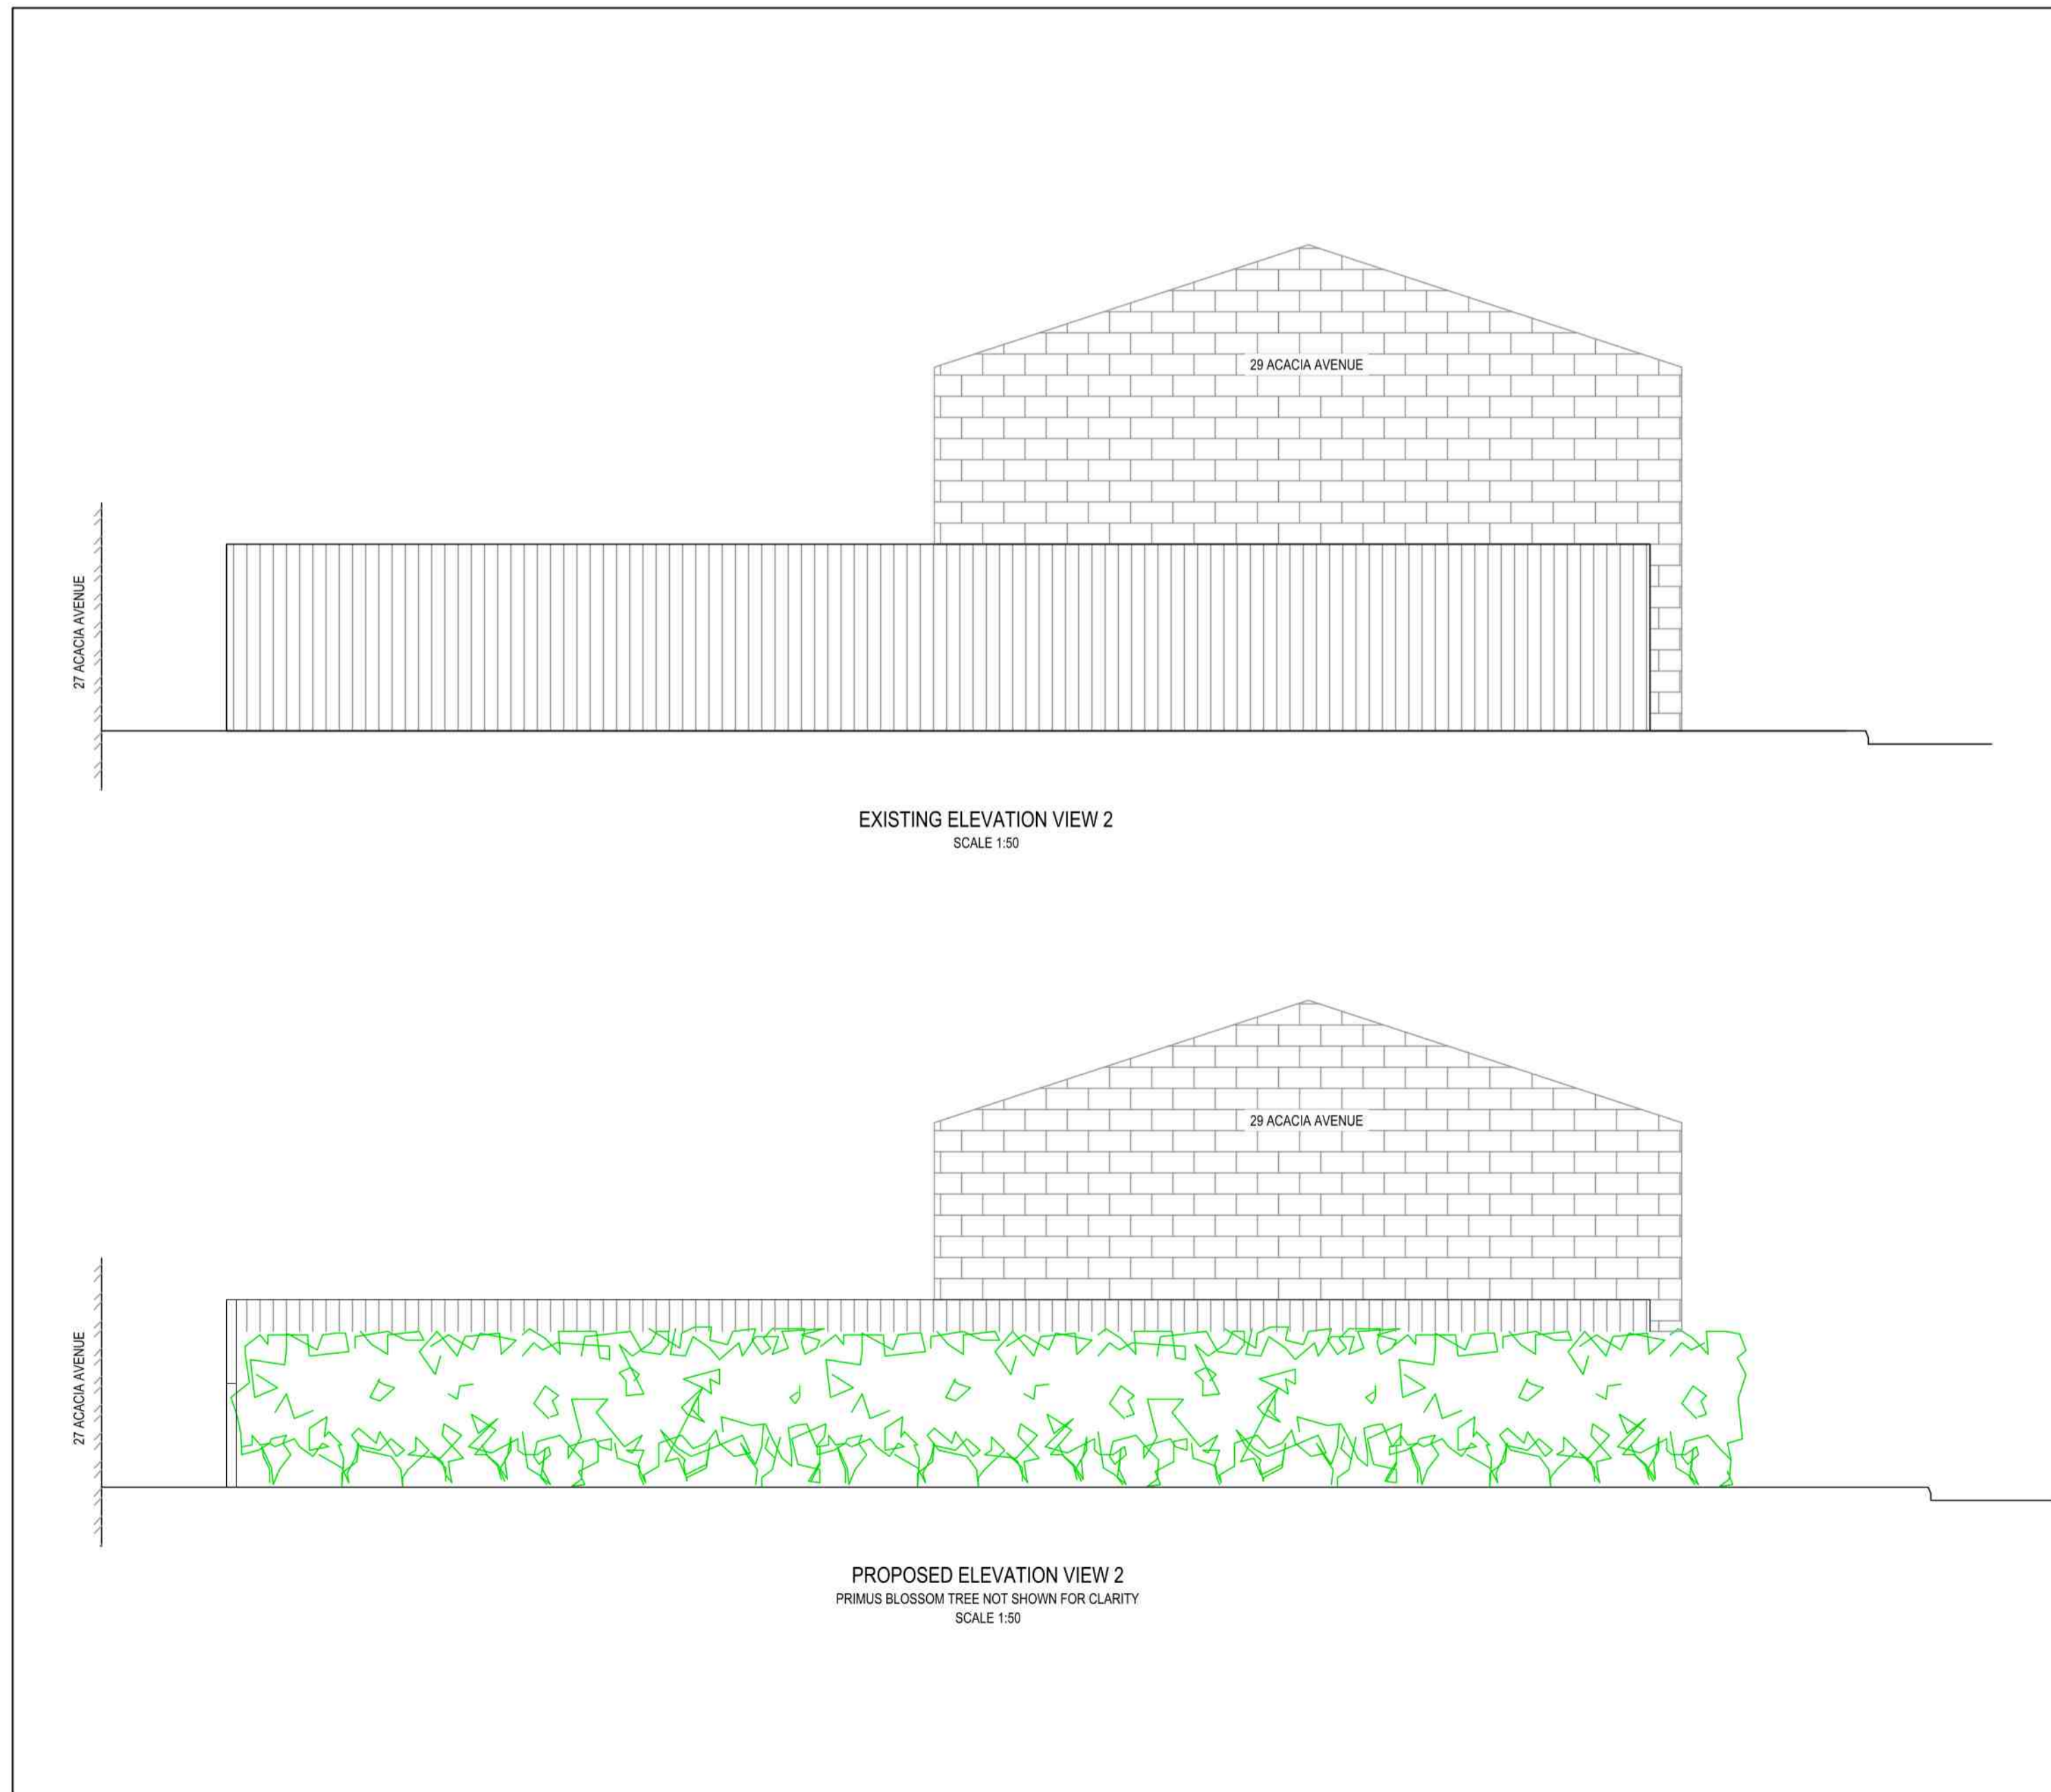 29 ACACIA AVENUE
27 ACACIA AVENUE
EXISTING ELEVATION VIEW 2
SCALE 1:50
29 ACACIA AVENUE
27 ACACIA AVENUE
PROPOSED ELEVATION VIEW 2
PRIMUS BLOSSOM TREE NOT SHOWN FOR CLARITY
SCALE 1:50